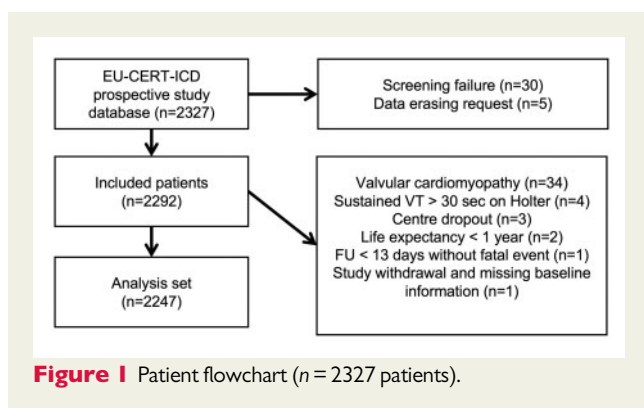 EU-CERT-ICD
prospective study
database (n=2327)
Screening failure (n=30)
Data erasing request (n=5)
Included patients
(n=2292)
Valvular cardiomyopathy (n=34)
Sustained VT > 30 sec on Holter (n=4)
Centre dropout (n=3)
Life expectancy < 1 year (n=2)
FU < 13 days without fatal event (n=1)
Study withdrawal and missing baseline
information (n=1)
Analysis set
(n=2247)
Figure 1 Patient flowchart (n = 2327 patients).